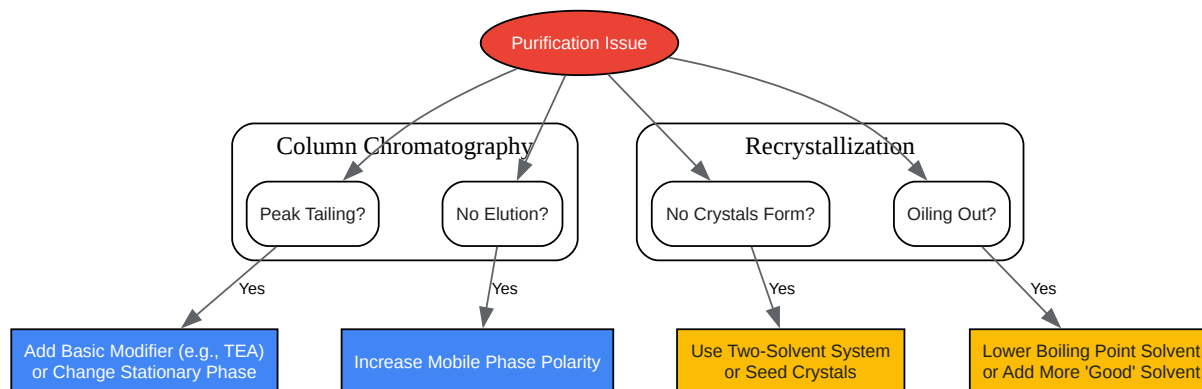 Purification Issue
Column Chromatography
Recrystallization
Peak Tailing?
No Elution?
No Crystals Form?
Oiling Out?
Yes
Yes
Yes
Yes
Add Basic Modifier (e.g., TEA)
or Change Stationary Phase
Increase Mobile Phase Polarity
Use Two-Solvent System
or Seed Crystals
Lower Boiling Point Solvent
or Add More 'Good' Solvent